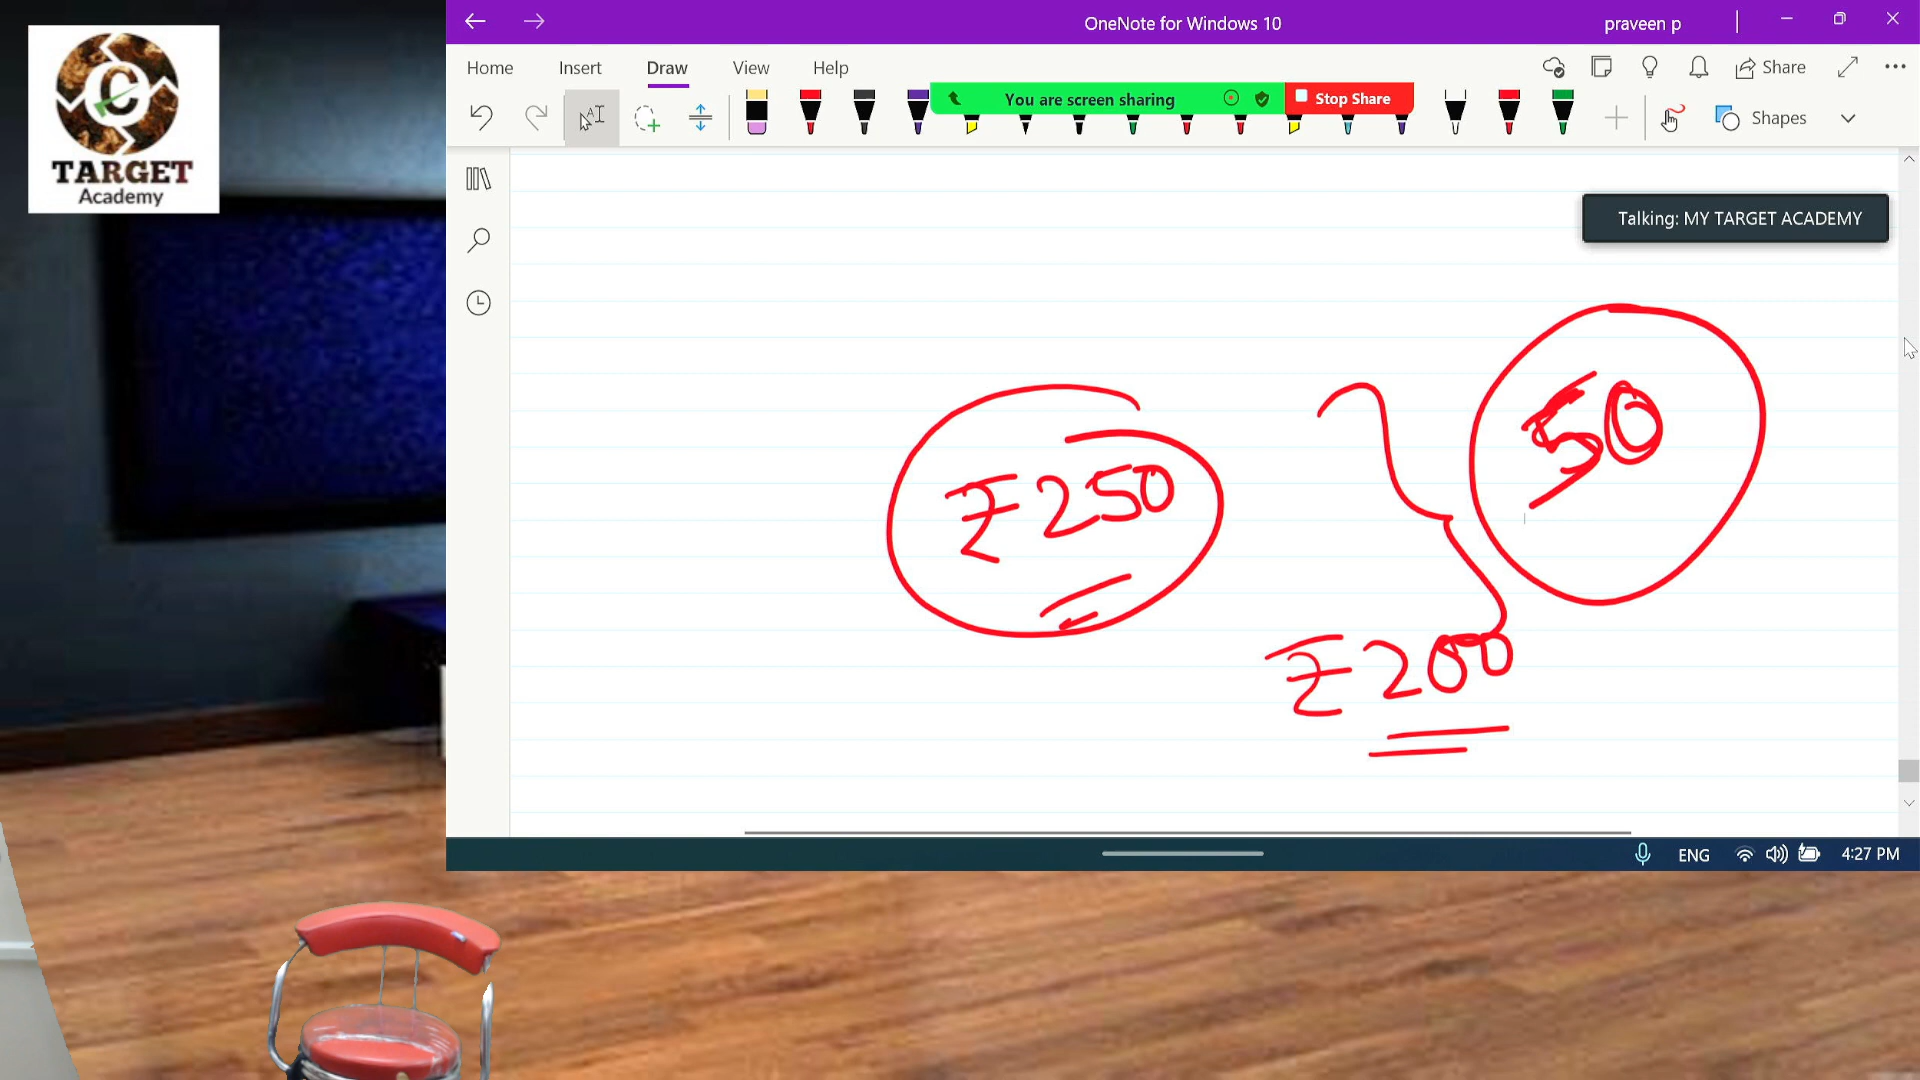 TARGET
Academy
OneNote for Windows 10
praveen p
Home Insert Draw View Help
Share
You are screen sharing
Stop Share
Shapes
Talking: MY TARGET ACADEMY
50
₹250
₹200
ENG
4:27 PM